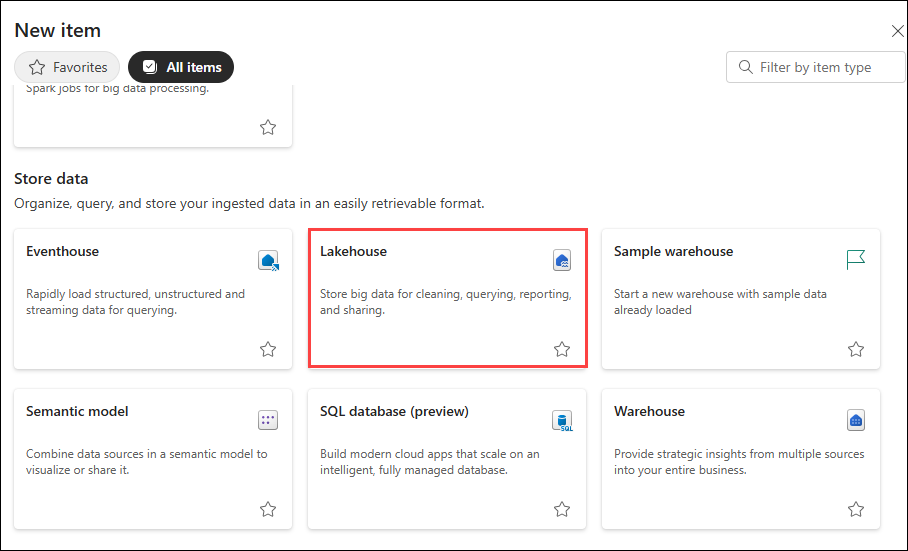 New item
Favorites
All items
Filter by item type
Spark jobs for big data processing.
Store data
Organize, query, and store your ingested data in an easily retrievable format.
Eventhouse
Rapidly load structured, unstructured and
streaming data for querying.
Lakehouse
Store big data for cleaning, querying, reporting,
and sharing.
Sample warehouse
Start a new warehouse with sample data
already loaded
Semantic model
Combine data sources in a semantic model to
visualize or share it.
SQL database (preview)
SQL
Build modern cloud apps that scale on an
intelligent, fully managed database.
Warehouse
Provide strategic insights from multiple sources
into your entire business.